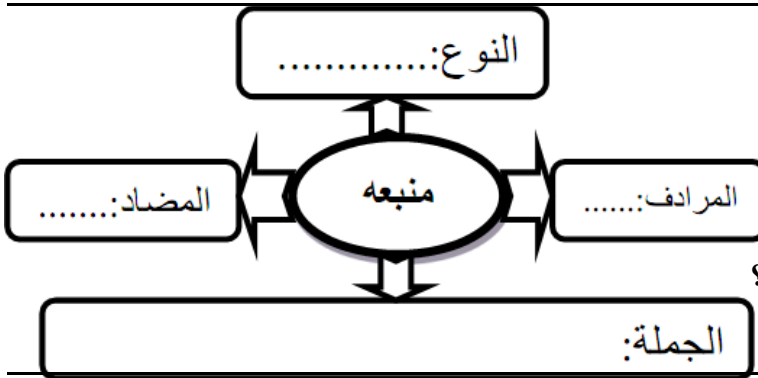 النوع:..............
المرادف:......
منبعه
المضاد:.......
؟
الجملة: